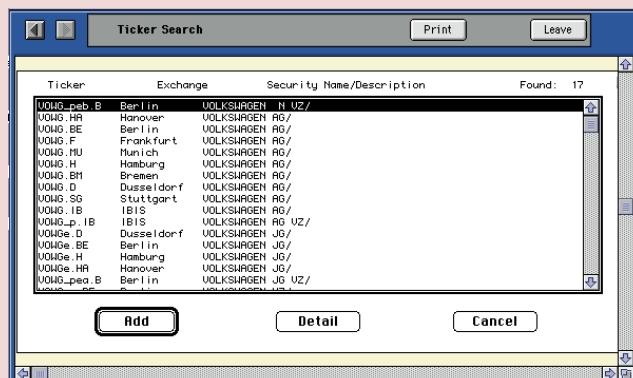 Ticker Search Print Leave
Ticker Exchange Security Name/Description Found: 17
VOWG_peb.B Berlin VOLKSWAGEN N VZ/
VOWG.HA Hanover VOLKSWAGEN AG/
VOWG.BE Berlin VOLKSWAGEN AG/
VOWG.F Frankfurt VOLKSWAGEN AG/
VOWG.MU Munich VOLKSWAGEN AG/
VOWG.H Hamburg VOLKSWAGEN AG/
VOWG.BM Bremen VOLKSWAGEN AG/
VOWG.D Dusseldorf VOLKSWAGEN AG/
VOWG.SG Stuttgart VOLKSWAGEN AG/
VOWG.IB IBIS VOLKSWAGEN AG/
VOWG_p.IB IBIS VOLKSWAGEN AG VZ/
VOWGe.D Dusseldorf VOLKSWAGEN JG/
VOWGe.BE Berlin VOLKSWAGEN JG/
VOWGe.H Hamburg VOLKSWAGEN JG/
VOWGe.HA Hanover VOLKSWAGEN JG/
VOWG_pea.B Berlin VOLKSWAGEN JG VZ/
Add Detail Cancel